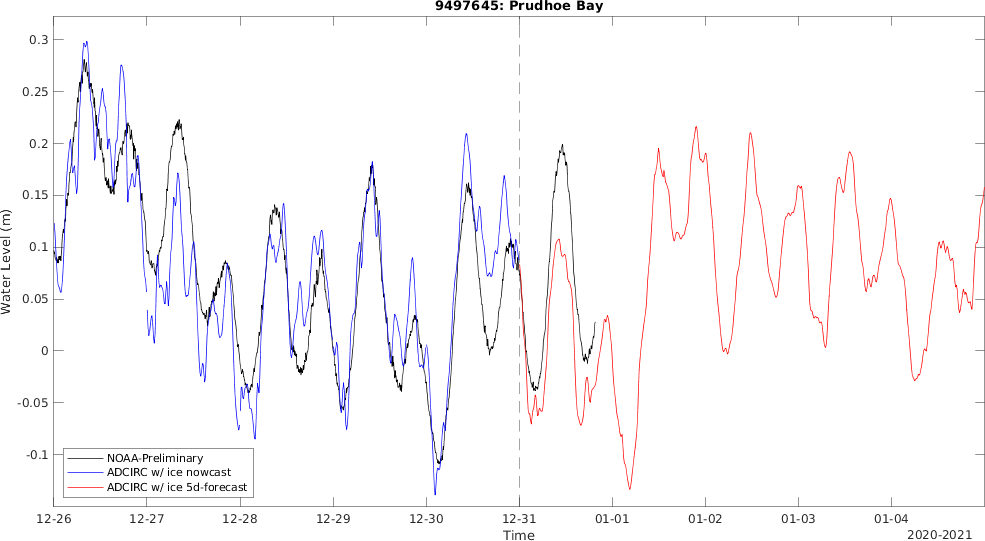 9497645: Prudhoe Bay
0.3
0.25
0.2
0.15
0.1
0.05
0
-0.05
-0.1
Water Level (m)
NOAA-Preliminary
ADCIRC w/ ice nowcast
ADCIRC w/ ice 5d-forecast
12-26 12-27 12-28 12-29 12-30 12-31 01-01 01-02 01-03 01-04
Time
2020-2021